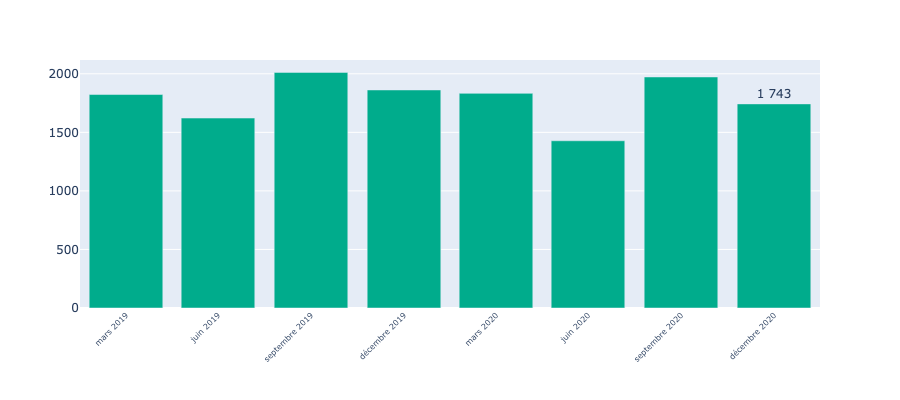 2000
1500
1000
500
0
1 743
mars 2019
juin 2019
septembre 2019
décembre 2019
mars 2020
juin 2020
septembre 2020
décembre 2020